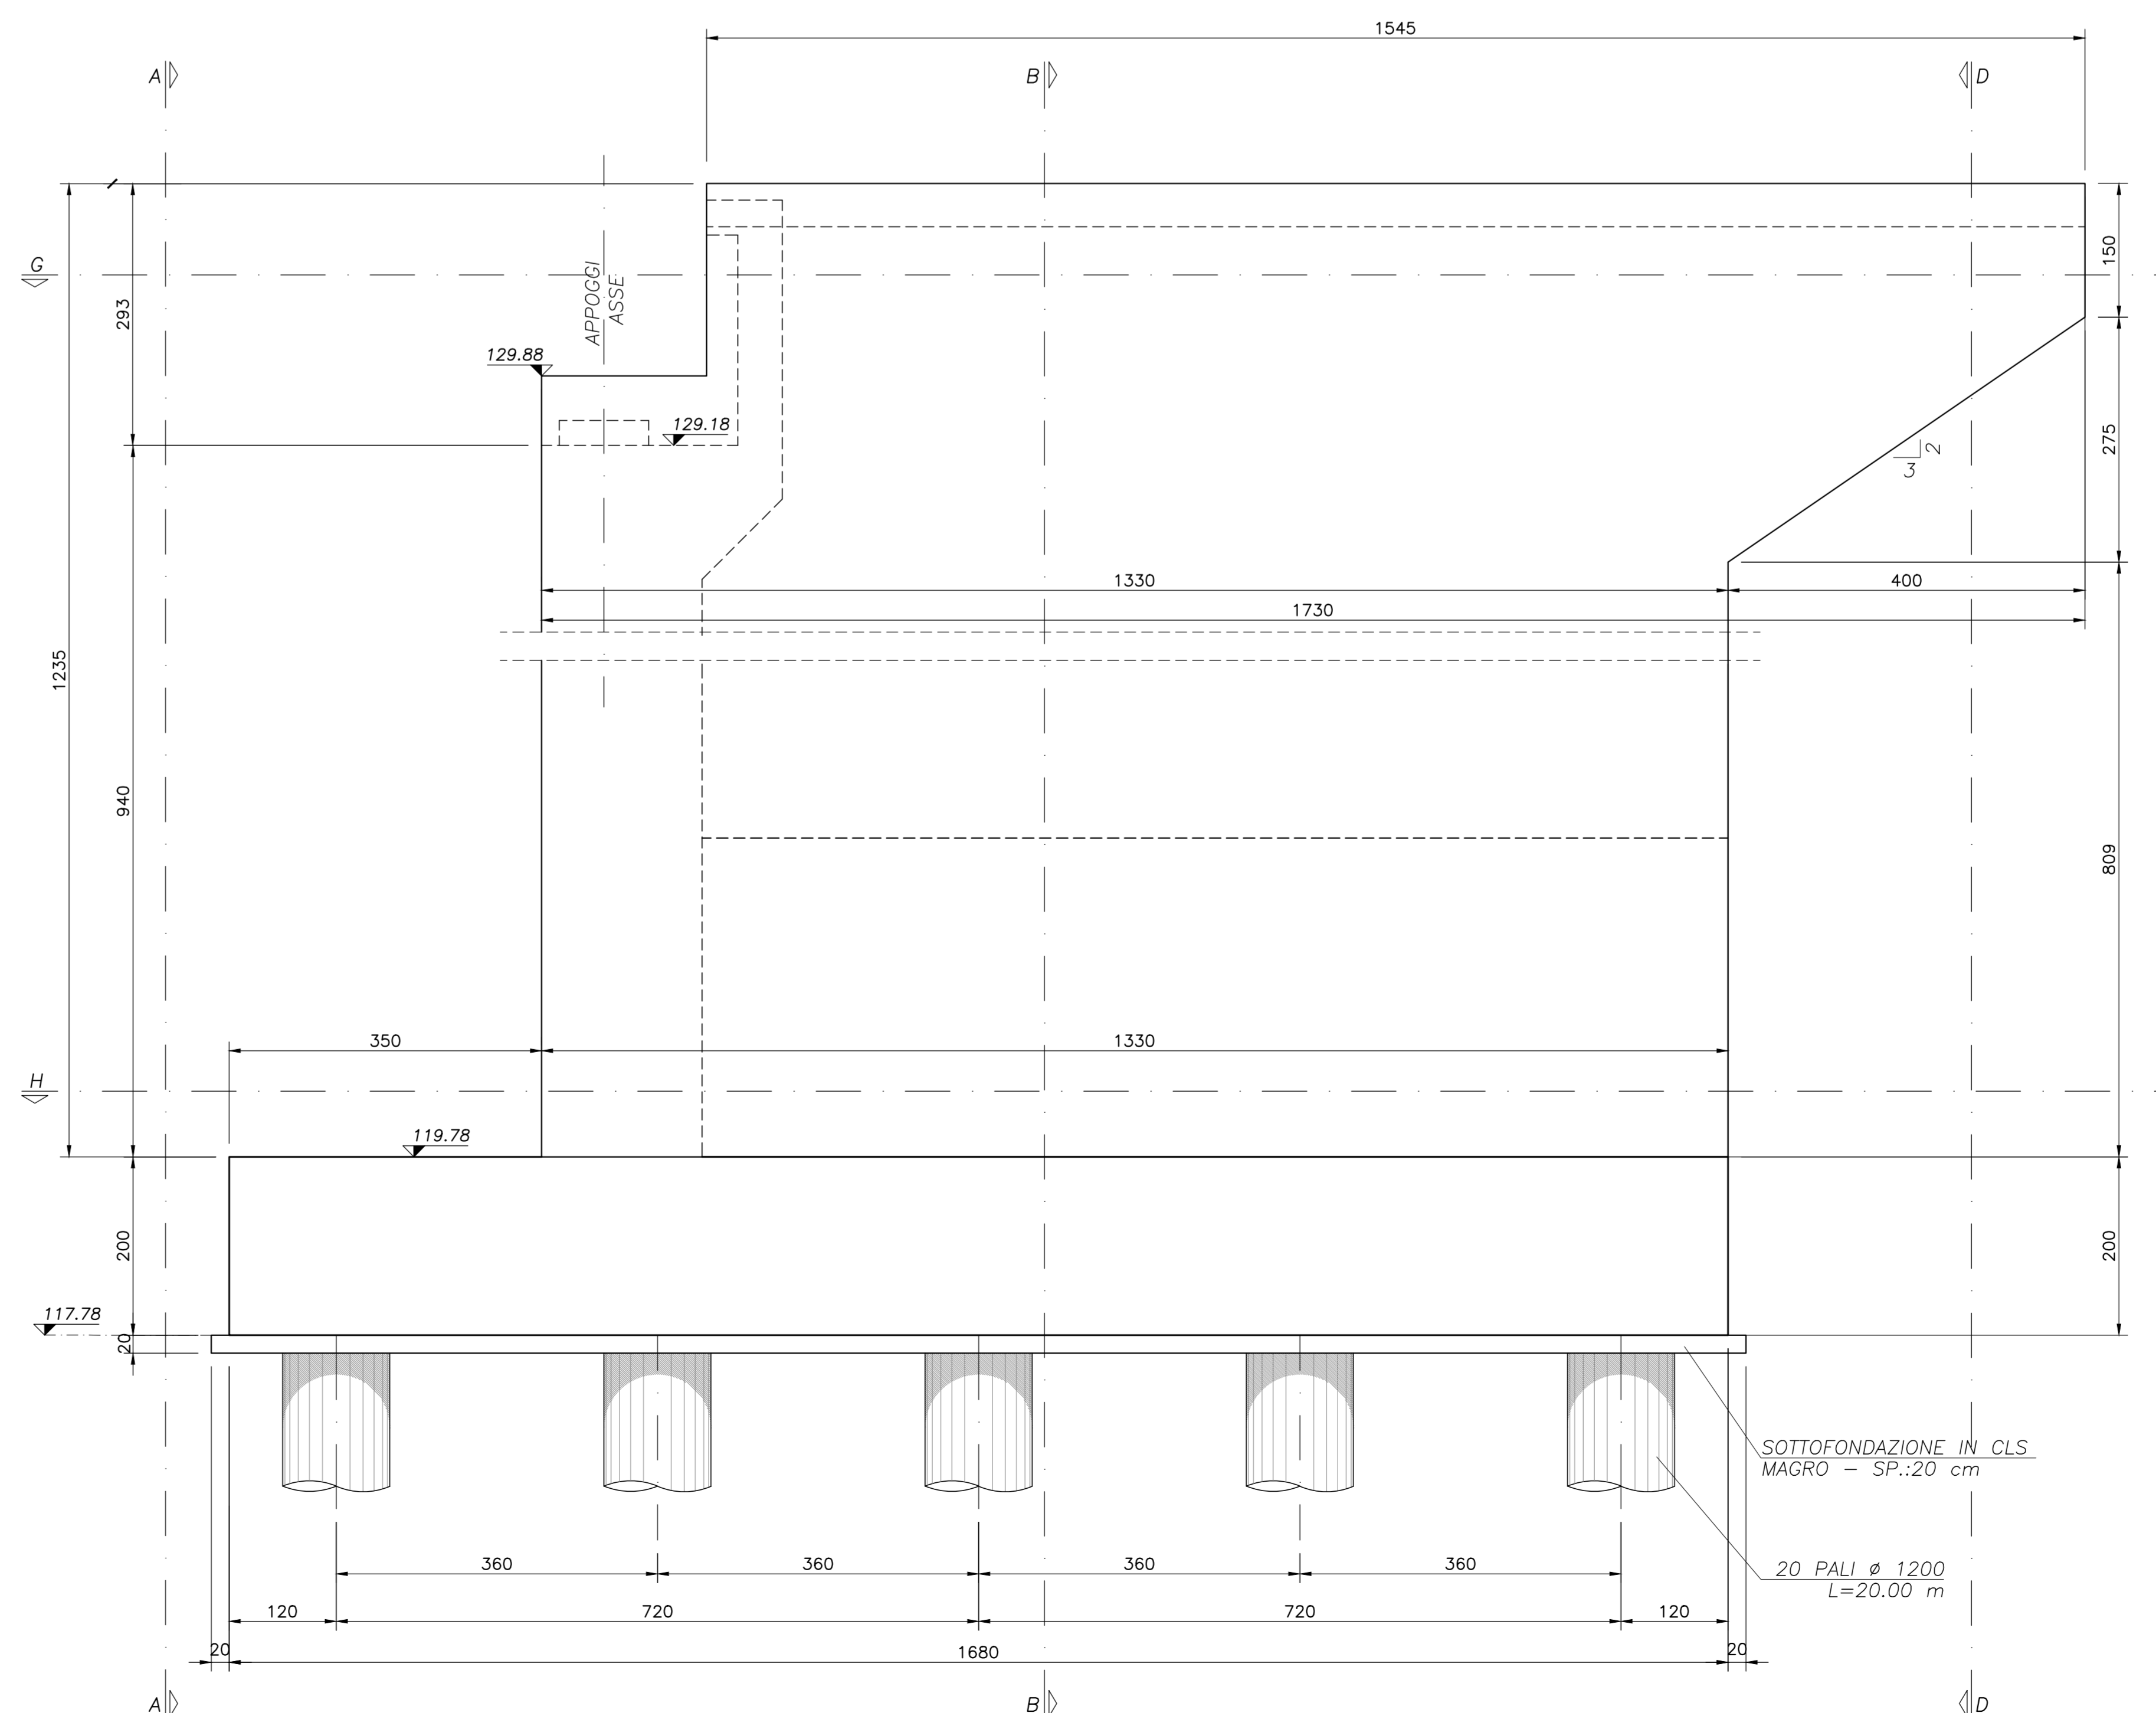 1545
A
B
D
G
293
APPOGGI
ASSE
129.88
129.18
150
275
2
3
1330
400
1730
1235
940
809
350
1330
H
119.78
200
200
117.78
20
SOTTOFONDAZIONE IN CLS
MAGRO - SP.:20 cm
360
360
360
360
20 PALI ø 1200
L=20.00 m
120
720
720
120
20
1680
20
A
B
D